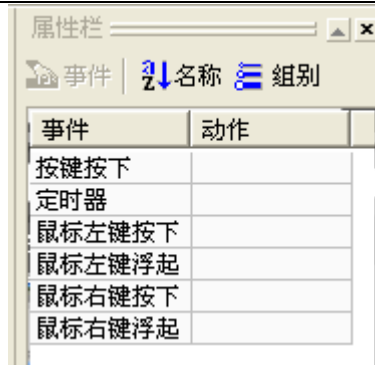 属性栏
事件 名称 组别
事件 动作
按键按下
定时器
鼠标左键按下
鼠标左键浮起
鼠标右键按下
鼠标右键浮起